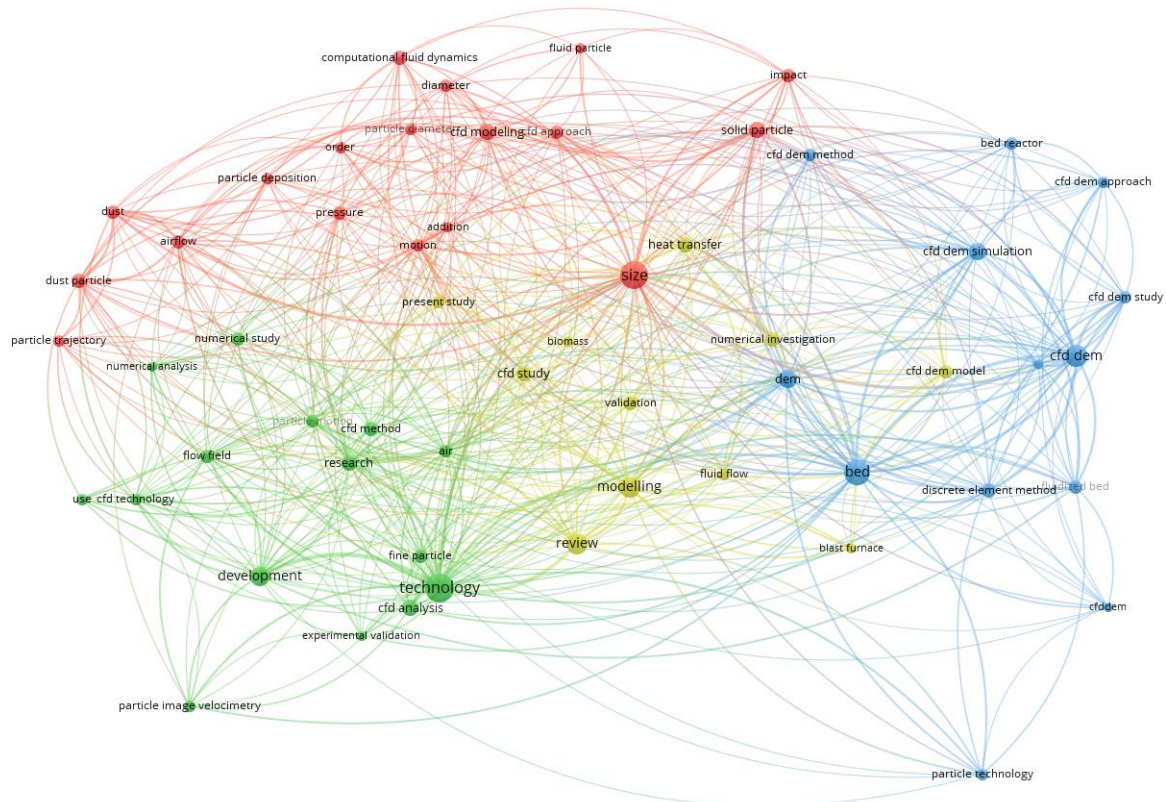 fluid particle
computational fluid dynamics
impact
diameter
particle diameter
cfd modeling
cfd approach
solid particle
order
cfd dem method
bed reactor
particle deposition
cfd dem approach
dust
pressure
addition
airflow
motion
heat transfer
cfd dem simulation
size
dust particle
present study
cfd dem study
particle trajectory
numerical study
biomass
numerical investigation
cfd dem
numerical analysis
cfd study
cfd dem model
dem
validation
cfd method
air
flow field
research
bed
fluid flow
modelling
discrete element method
fluidized bed
use
cfd technology
review
blast furnace
fine particle
development
technology
cfd analysis
cfddem
experimental validation
particle image velocimetry
particle technology